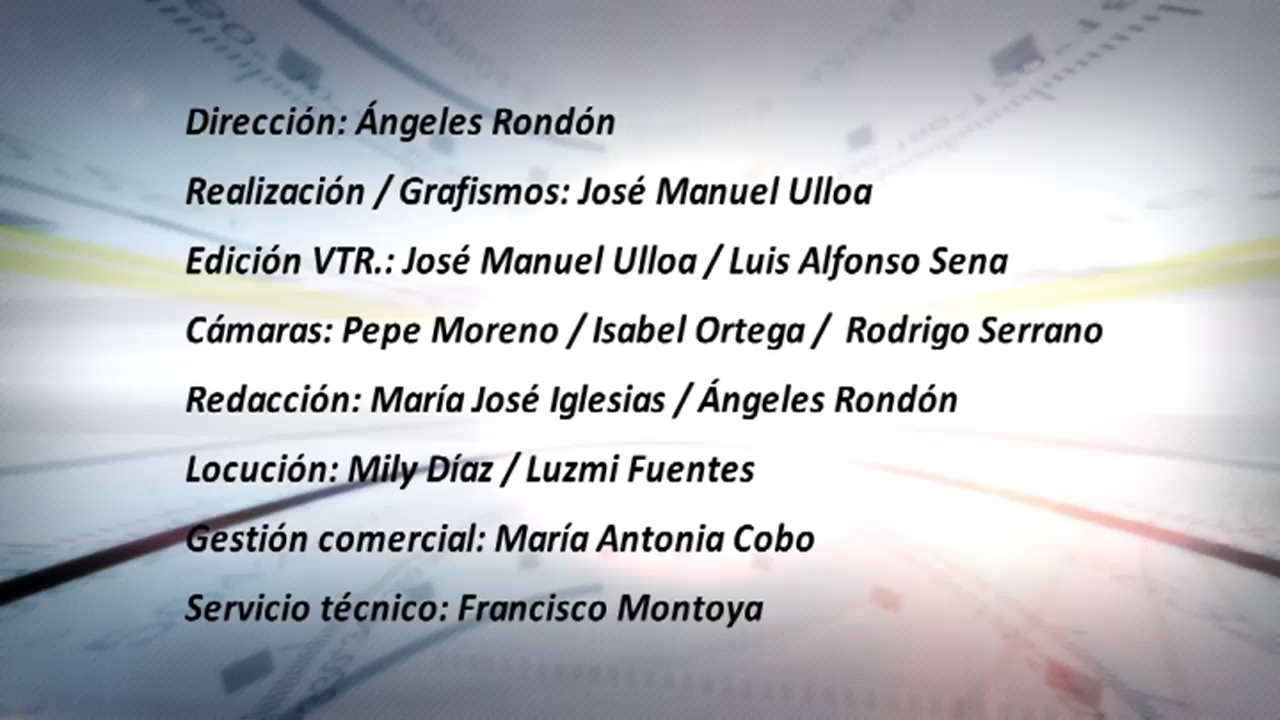 Dirección: Ángeles Rondón
Realización / Grafismos: José Manuel Ulloa
Edición VTR.: José Manuel Ulloa / Luis Alfonso Sena
Cámaras: Pepe Moreno / Isabel Ortega / Rodrigo Serrano
Redacción: María José Iglesias / Ángeles Rondón
Locución: Mily Díaz / Luzmi Fuentes
Gestión comercial: María Antonia Cobo
Servicio técnico: Francisco Montoya